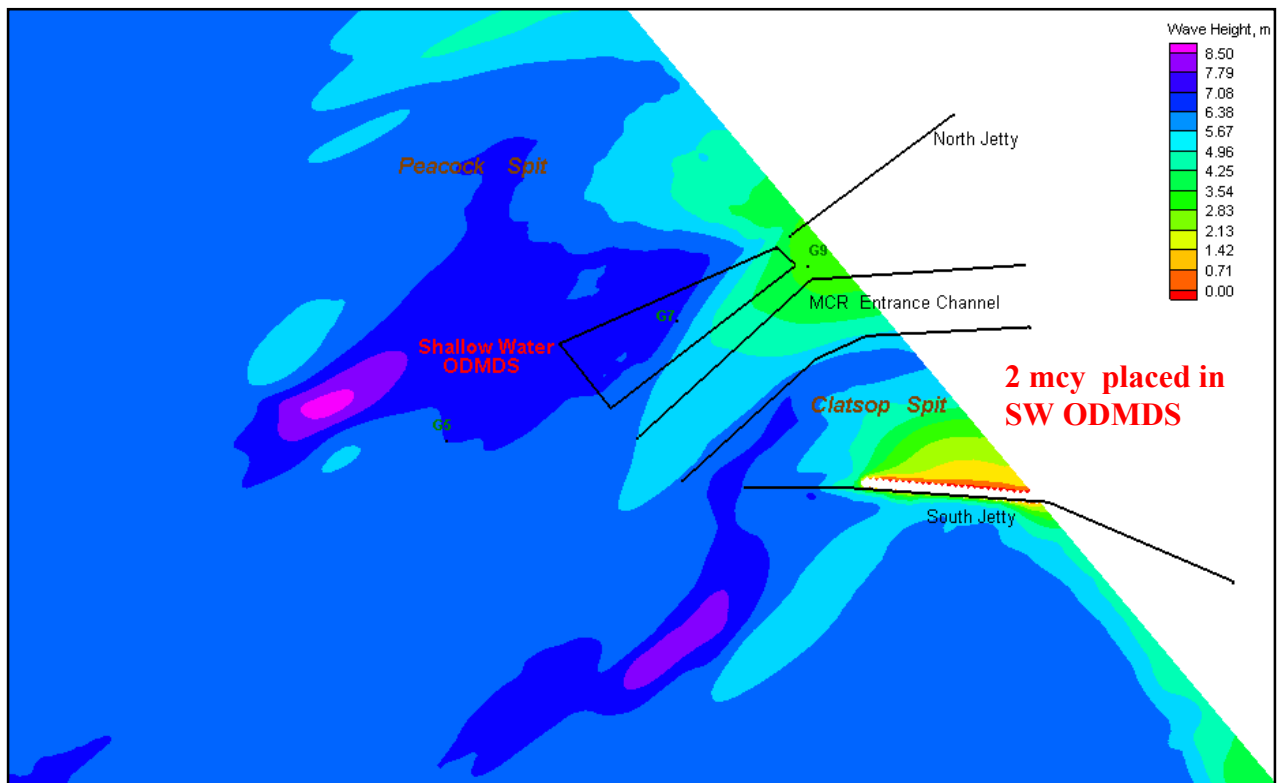 Wave Height, m
8.50
7.79
7.08
6.38
5.67
4.96
4.25
3.54
2.83
2.13
1.42
0.71
0.00
North Jetty
Peacock Spit
G9
MCR Entrance Channel
G7
Shallow Water
ODMDS
2 mcy placed in
SW ODMDS
Clatsop Spit
G5
South Jetty